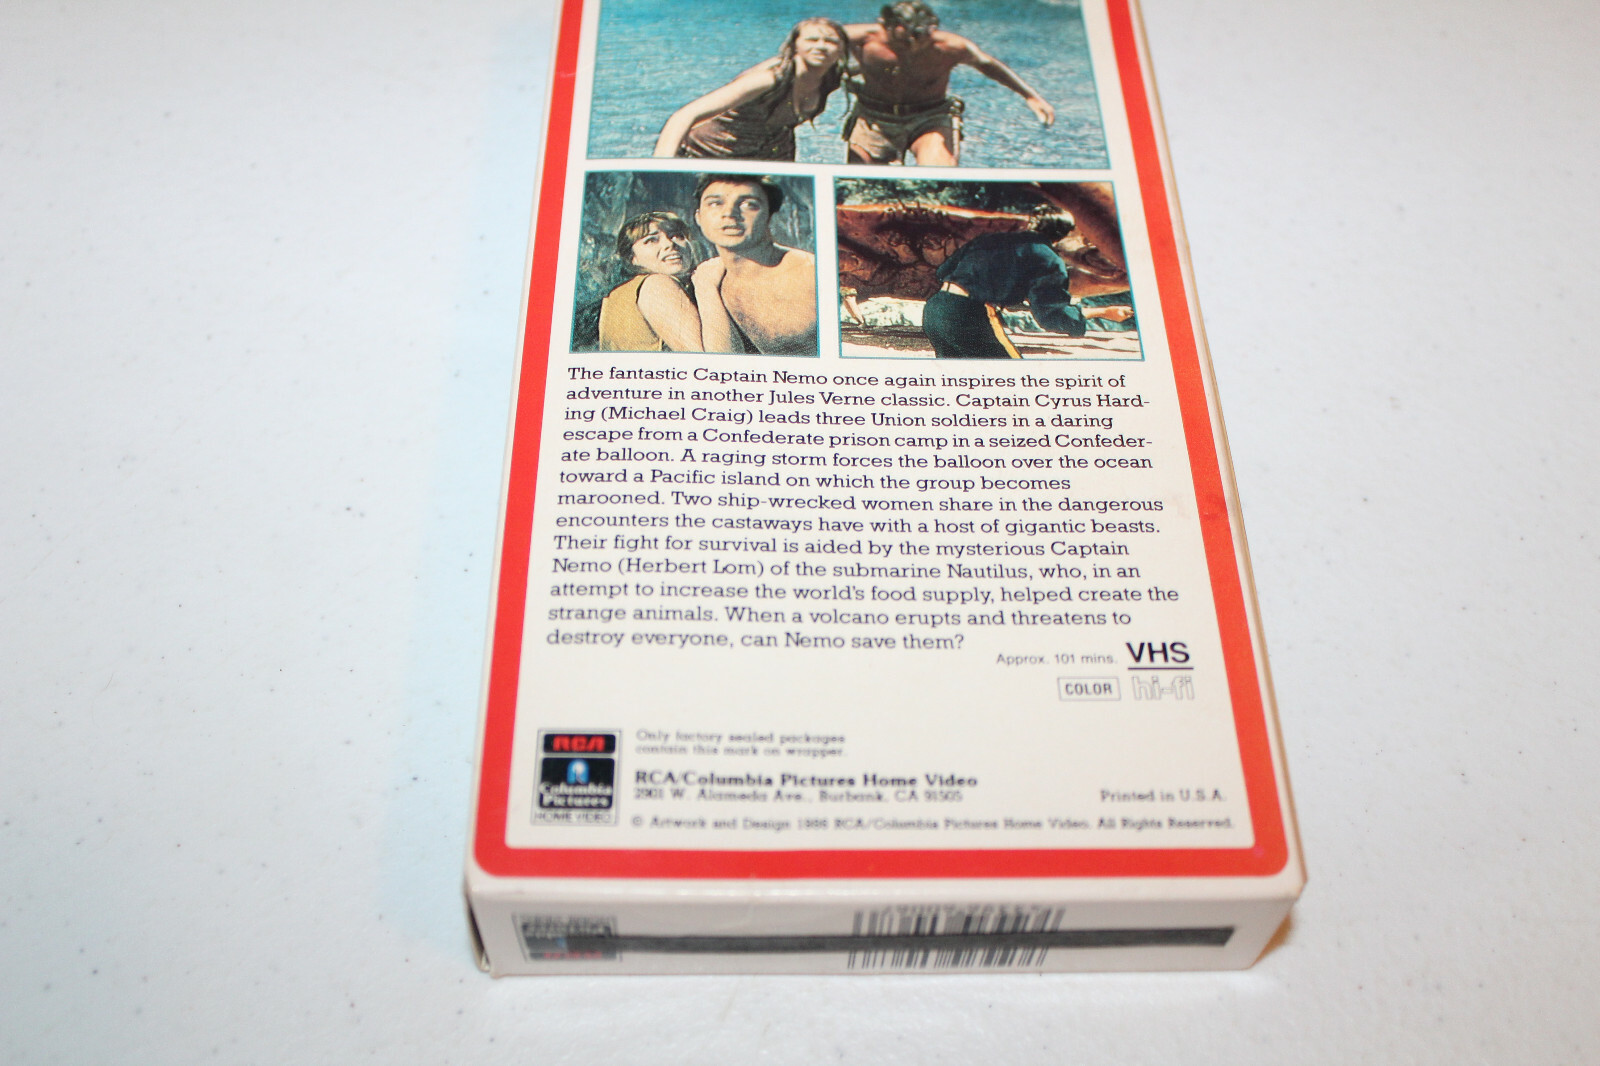 The fantastic Captain Nemo once again inspires the spirit of
adventure in another Jules Verne classic. Captain Cyrus Hard-
ing (Michael Craig) leads three Union soldiers in a daring
escape from a Confederate prison camp in a seized Confeder-
ate balloon. A raging storm forces the balloon over the ocean
toward a Pacific island on which the group becomes
marooned. Two ship-wrecked women share in the dangerous
encounters the castaways have with a host of gigantic beasts.
Their fight for survival is aided by the mysterious Captain
Nemo (Herbert Lom) of the submarine Nautilus, who, in an
attempt to increase the world's food supply, helped create the
strange animals. When a volcano erupts and threatens to
destroy everyone, can Nemo save them?
Approx. 101 mins. VHS
COLOR hi-fi
RCA
Columbia
Pictures
HOME VIDEO
Only factory sealed packages
contain this mark on wrapper.
RCA/Columbia Pictures Home Video
2901 W. Alameda Ave., Burbank, CA 91505
Printed in U.S.A.
© Artwork and Design RCA/Columbia Pictures Home Video. All Rights Reserved.